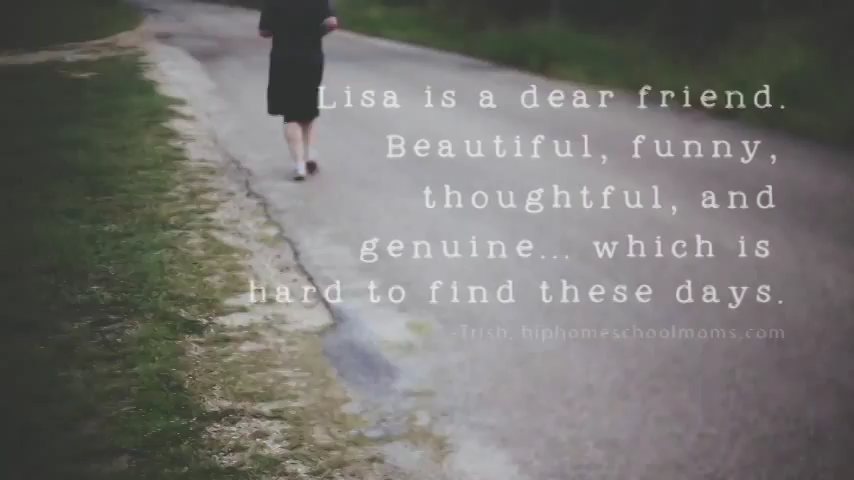 Lisa is a dear friend.
Beautiful, funny,
thoughtful, and
genuine... which is
hard to find these days.
-Trish, hiphomeschoolmoms.com